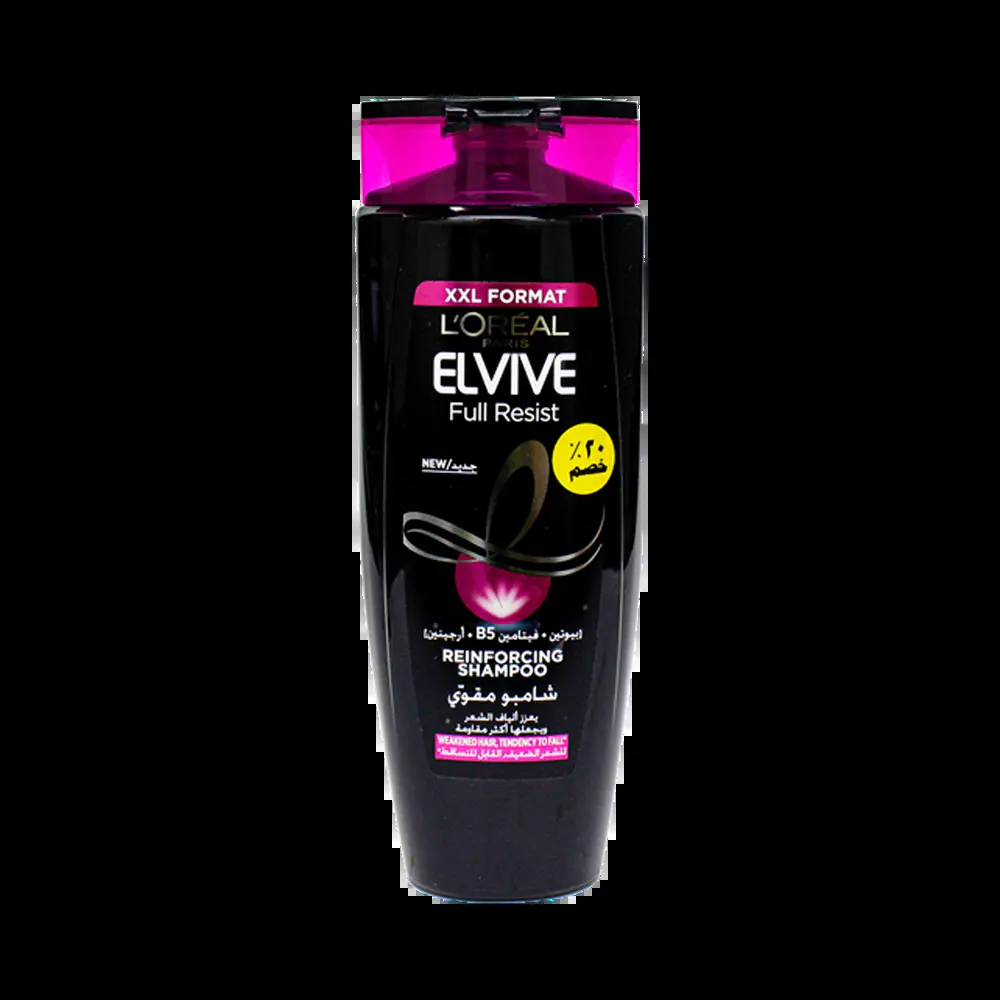 XXL FORMAT
L'ORÉAL
PARIS
ELVIVE
Full Resist
٪٢٠
خصم
NEW/جديد
(بيوتين + فيتامين B5 + أرجينين)
REINFORCING
SHAMPOO
شامبو مقوّي
يعزز ألياف الشعر
ويجعلها أكثر مقاومة
WEAKENED HAIR, TENDENCY TO FALL*
للشعر الضعيف، القابل للتساقط*